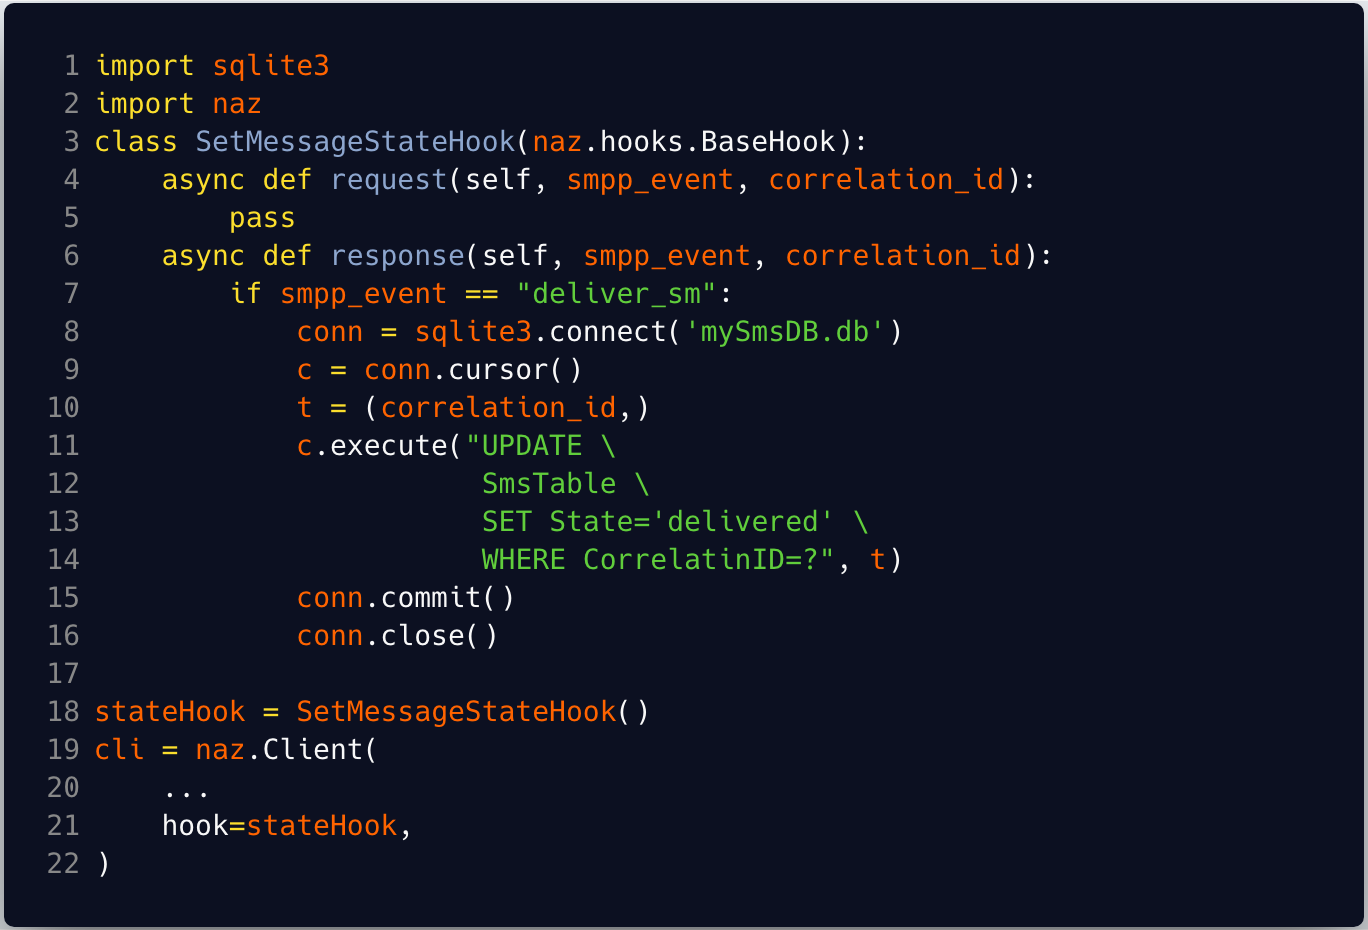 1 import sqlite3
2 import naz
3 class SetMessageStateHook(naz.hooks.BaseHook):
4     async def request(self, smpp_event, correlation_id):
5         pass
6     async def response(self, smpp_event, correlation_id):
7         if smpp_event == "deliver_sm":
8             conn = sqlite3.connect('mySmsDB.db')
9             c = conn.cursor()
10             t = (correlation_id,)
11             c.execute("UPDATE \
12                        SmsTable \
13                        SET State='delivered' \
14                        WHERE CorrelatinID=?", t)
15             conn.commit()
16             conn.close()
17
18 stateHook = SetMessageStateHook()
19 cli = naz.Client(
20     ...
21     hook=stateHook,
22 )